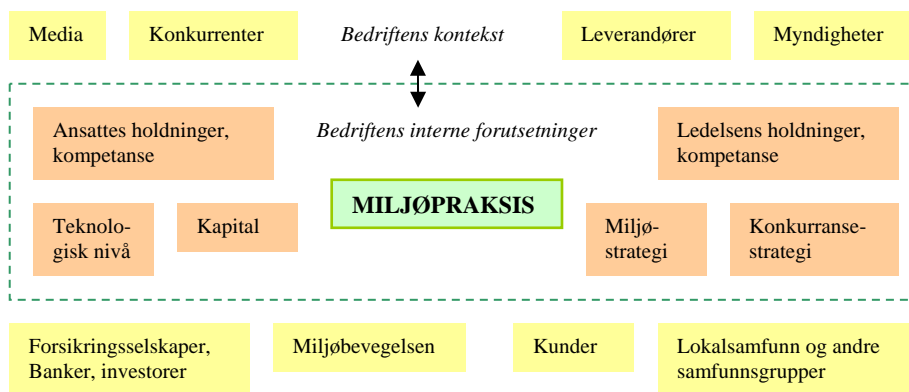 Media
Konkurrenter
Bedriftens kontekst
Leverandører
Myndigheter
Ansattes holdninger,
kompetanse
Bedriftens interne forutsetninger
Ledelsens holdninger,
kompetanse
MILJØPRAKSIS
Teknolo-
gisk nivå
Kapital
Miljø-
strategi
Konkurranse-
strategi
Forsikringsselskaper,
Banker, investorer
Miljøbevegelsen
Kunder
Lokalsamfunn og andre
samfunnsgrupper